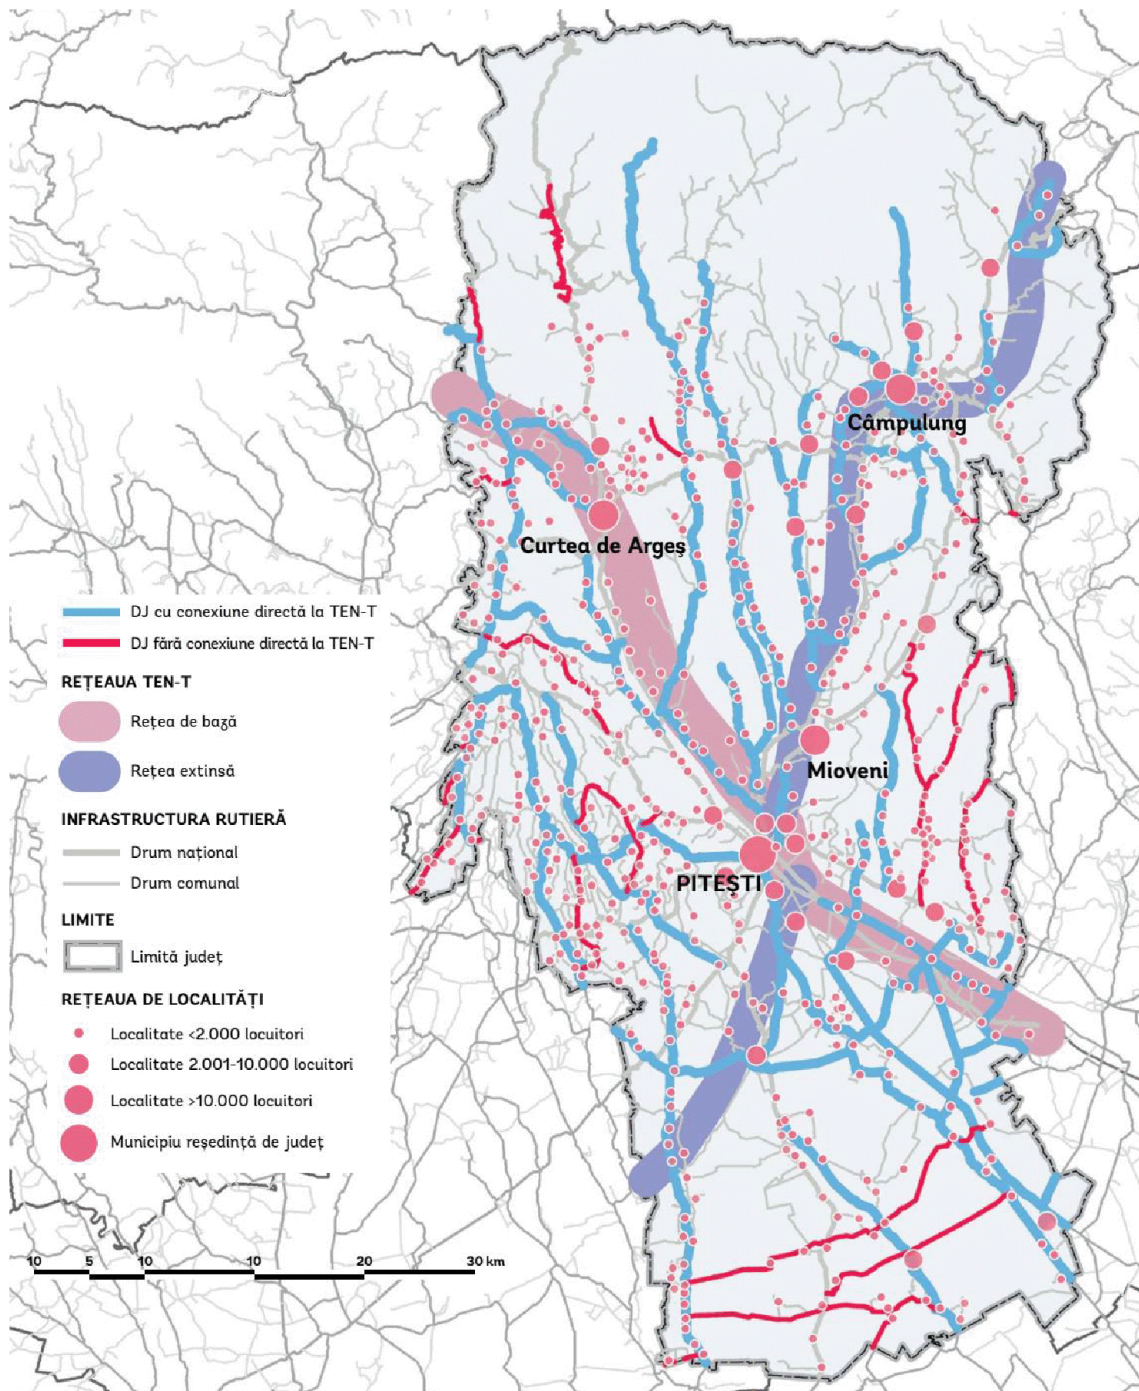 Câmpulung
Curtea de Argeș
Mioveni
PITEȘTI
DJ cu conexiune directă la TEN-T
DJ fără conexiune directă la TEN-T
REȚEAUA TEN-T
Rețea de bază
Rețea extinsă
INFRASTRUCTURA RUTIERĂ
Drum național
Drum comunal
LIMITE
Limită județ
REȚEAUA DE LOCALITĂȚI
Localitate <2.000 locuitori
Localitate 2.001-10.000 locuitori
Localitate >10.000 locuitori
Municipiu reședință de județ
10 5 10 10 20 30 km